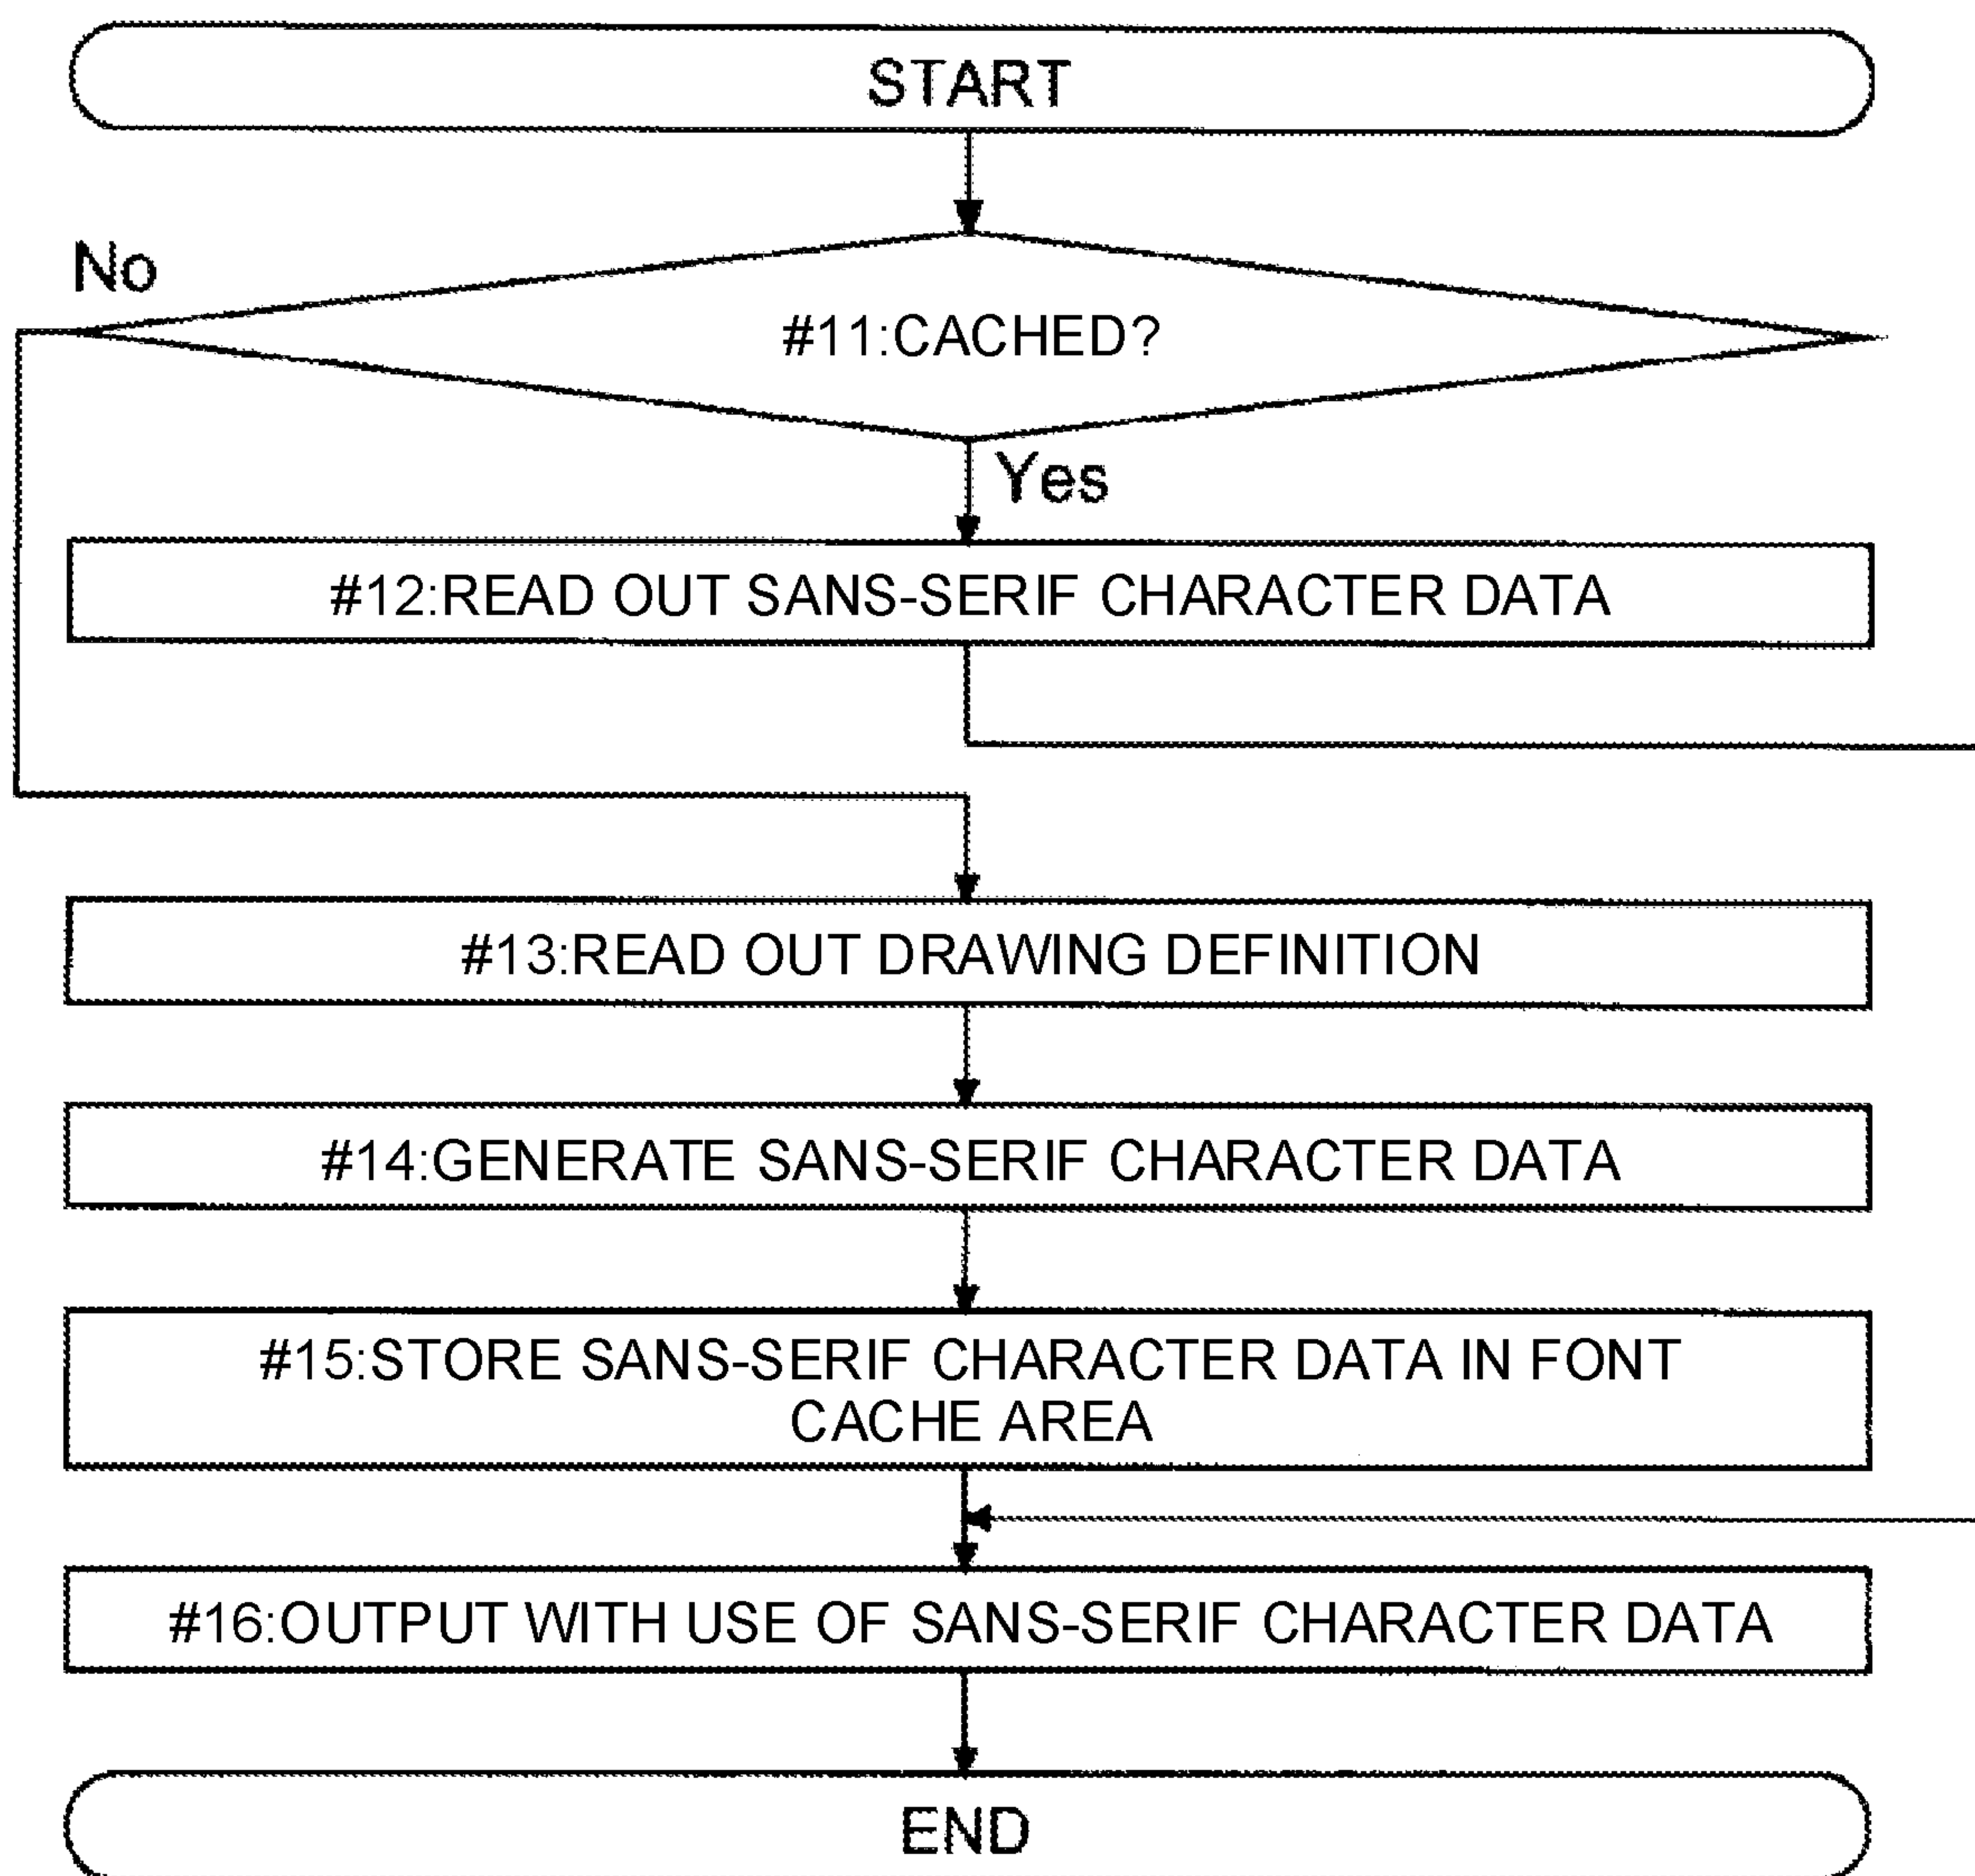 START
No
#11:CACHED?
Yes
#12:READ OUT SANS-SERIF CHARACTER DATA
#13:READ OUT DRAWING DEFINITION
#14:GENERATE SANS-SERIF CHARACTER DATA
#15:STORE SANS-SERIF CHARACTER DATA IN FONT
CACHE AREA
#16:OUTPUT WITH USE OF SANS-SERIF CHARACTER DATA
END